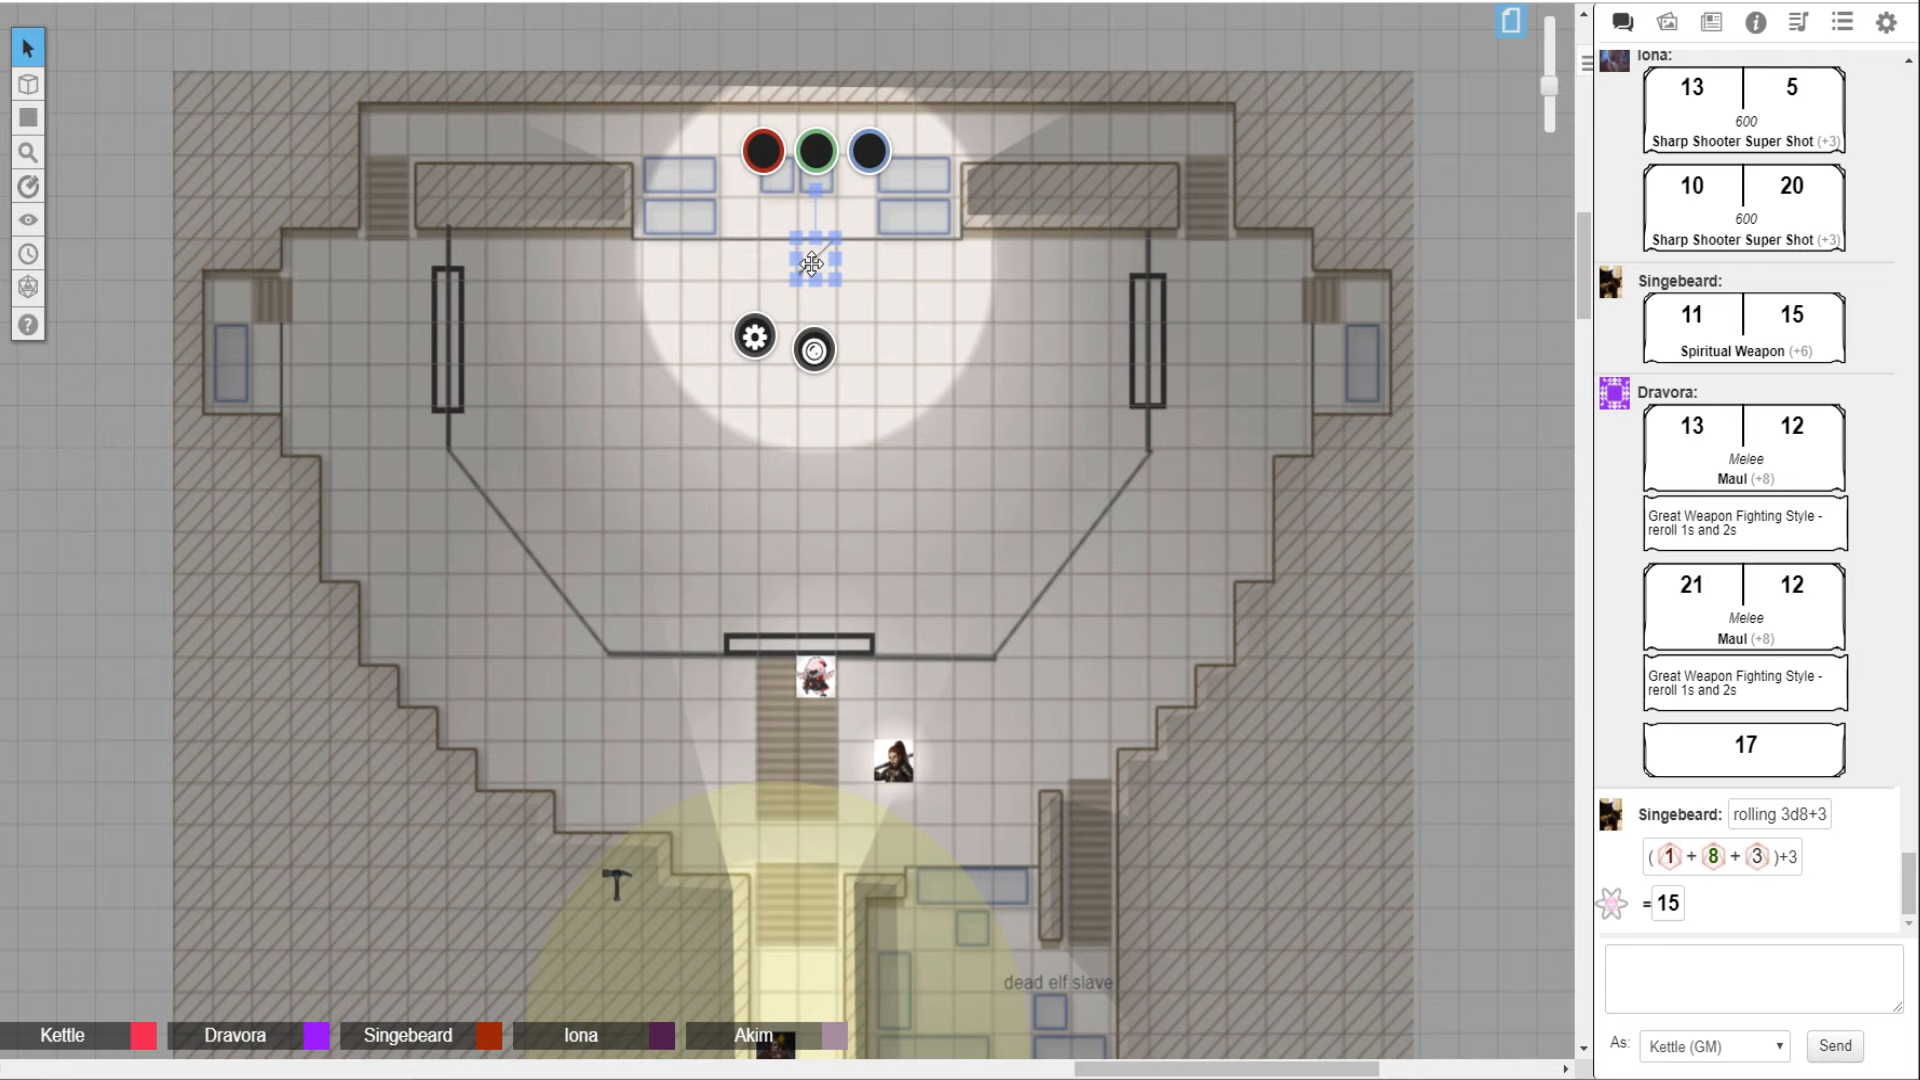 Iona:
13 5
600
Sharp Shooter Super Shot (+3)
10 20
600
Sharp Shooter Super Shot (+3)
Singebeard:
11 15
Spiritual Weapon (+6)
Dravora:
13 12
Melee
Maul (+8)
Great Weapon Fighting Style -
reroll 1s and 2s
21 12
Melee
Maul (+8)
Great Weapon Fighting Style -
reroll 1s and 2s
17
Singebeard: rolling 3d8+3
(1 + 8 + 3)+3
=15
dead elf slave
Kettle Dravora Singebeard Iona Akim
As: Kettle (GM) Send